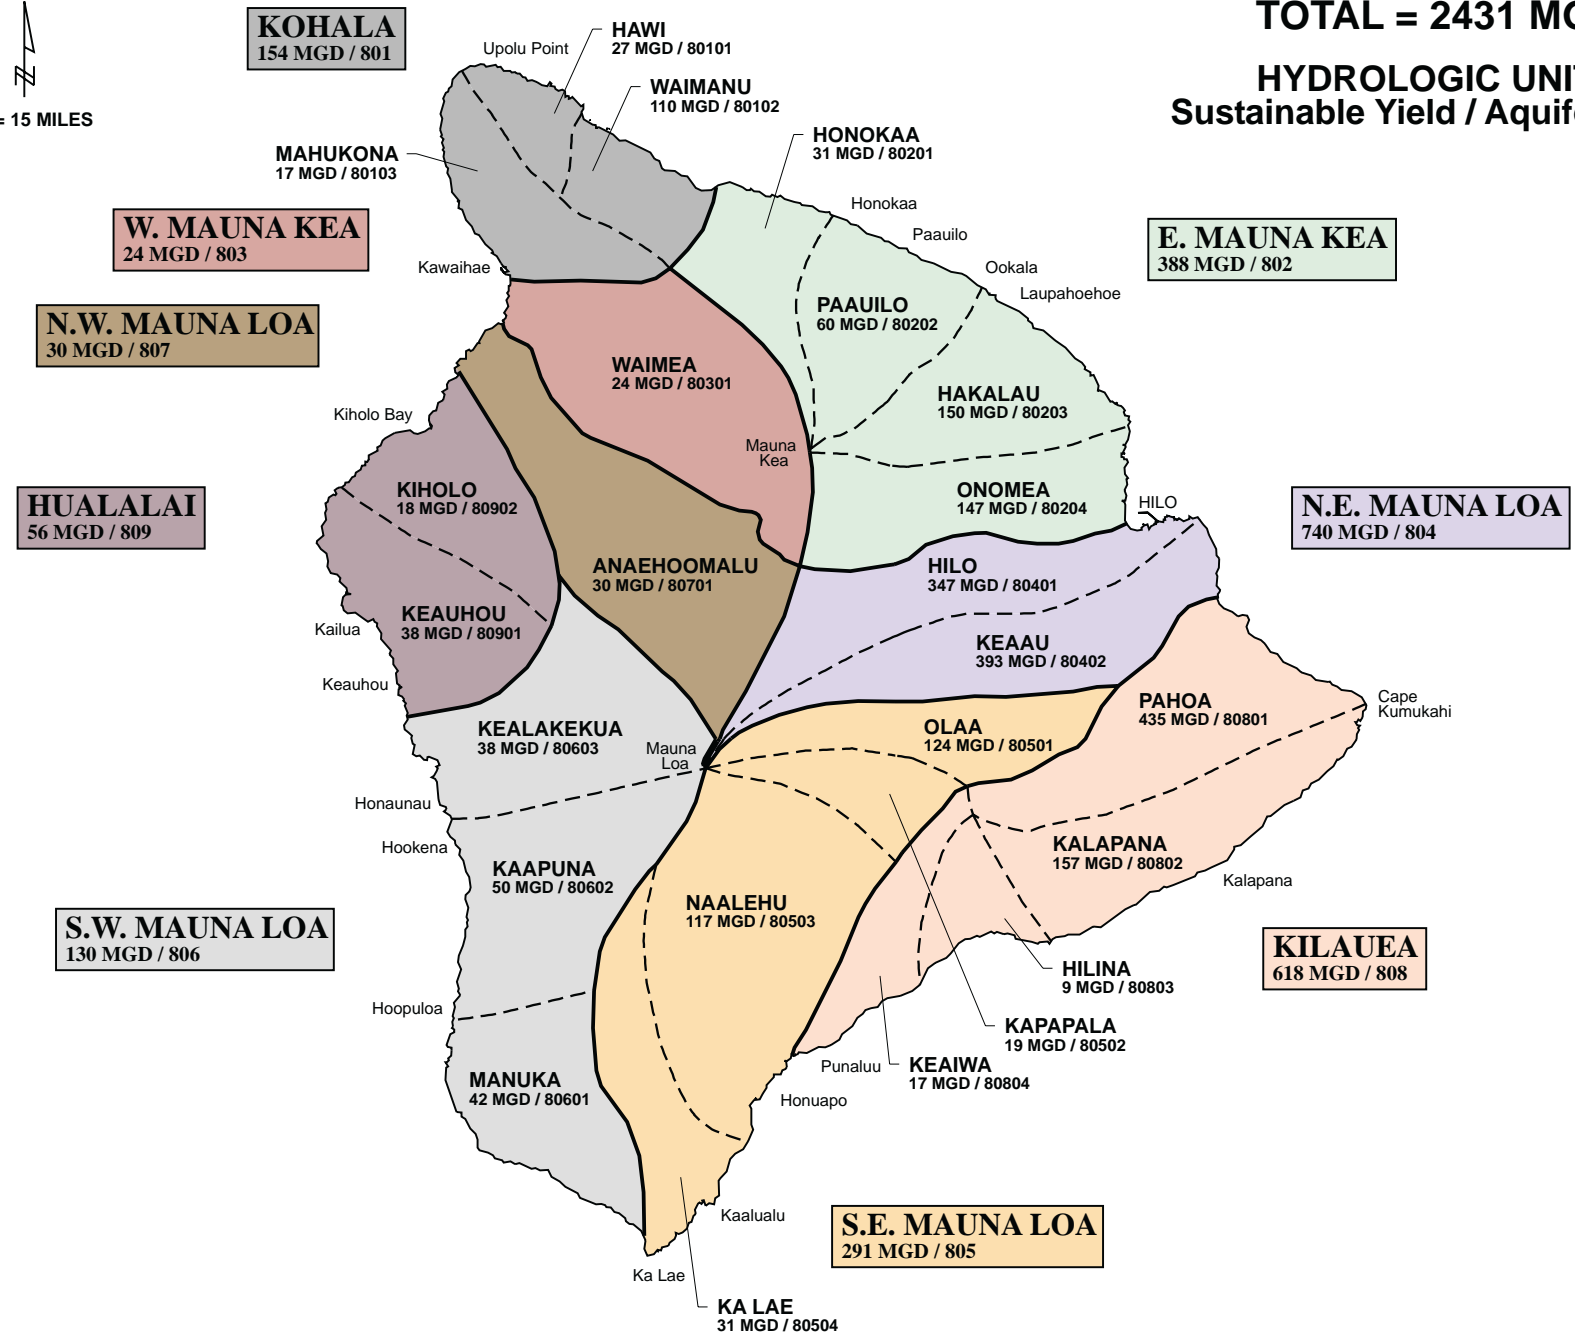 TOTAL = 2431 MG
HYDROLOGIC UNI
Sustainable Yield / Aquif
N
= 15 MILES
KOHALA
154 MGD / 801
Upolu Point
HAWI
27 MGD / 80101
WAIMANU
110 MGD / 80102
HONOKAA
31 MGD / 80201
MAHUKONA
17 MGD / 80103
W. MAUNA KEA
24 MGD / 803
Honokaa
Paauilo
E. MAUNA KEA
388 MGD / 802
Kawaihae
Ookala
Laupahoehoe
N.W. MAUNA LOA
30 MGD / 807
PAAUILO
60 MGD / 80202
WAIMEA
24 MGD / 80301
HAKALAU
150 MGD / 80203
Kiholo Bay
Mauna
Kea
HUALALAI
56 MGD / 809
KIHOLO
18 MGD / 80902
ONOMEA
147 MGD / 80204
HILO
N.E. MAUNA LOA
740 MGD / 804
ANAEHOOMALU
30 MGD / 80701
HILO
347 MGD / 80401
KEAUHOU
38 MGD / 80901
Kailua
KEAAU
393 MGD / 80402
Keauhou
PAHOA
435 MGD / 80801
Cape
Kumukahi
KEALAKEKUA
38 MGD / 80603
Mauna
Loa
OLAA
124 MGD / 80501
Honaunau
Hookena
KALAPANA
157 MGD / 80802
KAAPUNA
50 MGD / 80602
Kalapana
NAALEHU
117 MGD / 80503
S.W. MAUNA LOA
130 MGD / 806
KILAUEA
618 MGD / 808
HILINA
9 MGD / 80803
Hoopuloa
KAPAPALA
19 MGD / 80502
Punaluu
KEAIWA
17 MGD / 80804
MANUKA
42 MGD / 80601
Honuapo
Kaalualu
S.E. MAUNA LOA
291 MGD / 805
Ka Lae
KA LAE
31 MGD / 80504